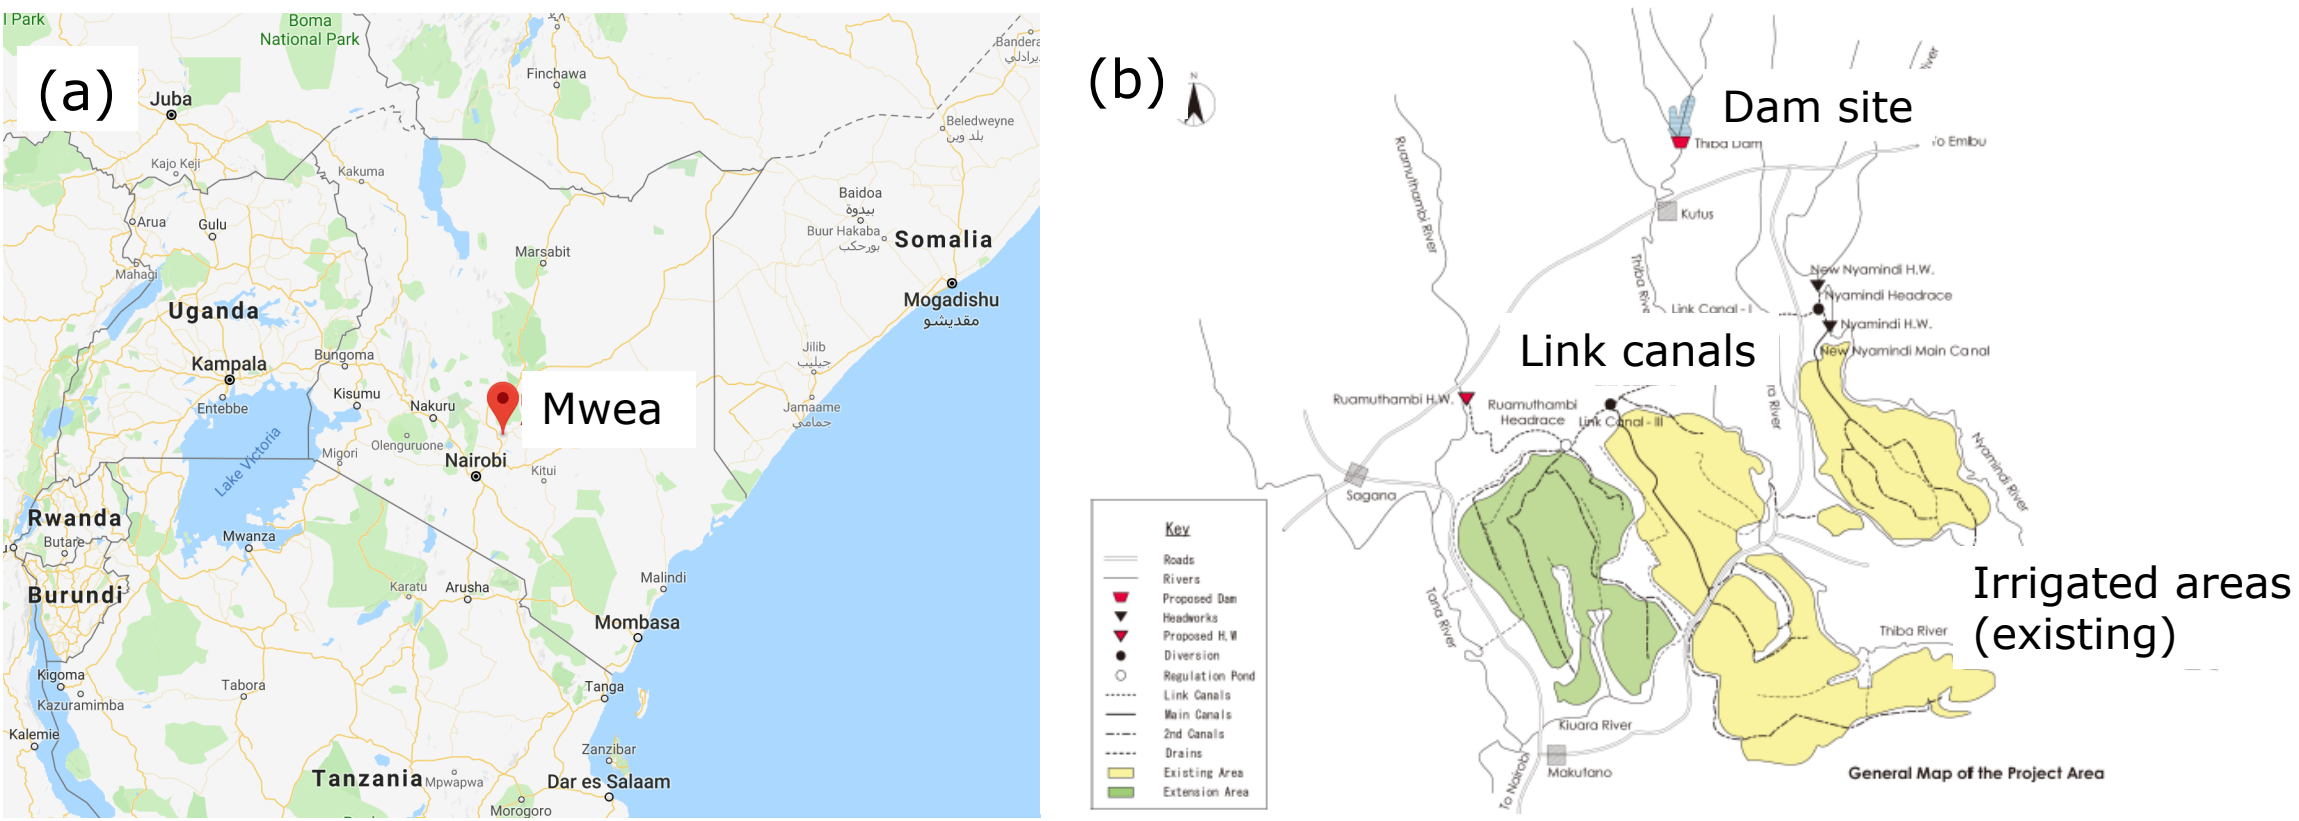 l Park
Boma
National Park
(a)
Juba
Finchawa
Bandera
Beledweyne
بلد وين
Kajo Keji
Kakuma
Arua
Gulu
Baidoa
بيدوة
Buur Hakaba
بورحكب
Somalia
Marsabit
Mahagi
Mogadishu
مقديشو
Uganda
Kampala
Bungoma
Jilib
جيليب
Entebbe
Kisumu
Nakuru
Mwea
Jamaame
جمامي
Olenguruone
Lake Victoria
Migori
Nairobi
Kitui
Rwanda
Butare
Mwanza
Burundi
Karatu
Arusha
Malindi
Mombasa
Kigoma
Kazuramimba
Tabora
Tanga
Kalemie
Zanzibar
Tanzania
Mpwapwa
Dar es Salaam
Morogoro
(b)
N
Dam site
Thiba Dam
To Embu
Ruamuthambi River
Kutus
Thiba River
New Nyamindi H.W.
Nyamindi Headrace
Link Canal - I
Nyamindi H.W.
New Nyamindi Main Canal
Link canals
Ruamuthambi H.W.
Ruamuthambi
Headrace
Link Canal - III
ra River
Nyamindi River
Sagana
Tana River
Irrigated areas
(existing)
Thiba River
Kiuara River
To Nairobi
Makutano
General Map of the Project Area
Key
Roads
Rivers
Proposed Dam
Headworks
Proposed H.W
Diversion
Regulation Pond
Link Canals
Main Canals
2nd Canals
Drains
Existing Area
Extension Area